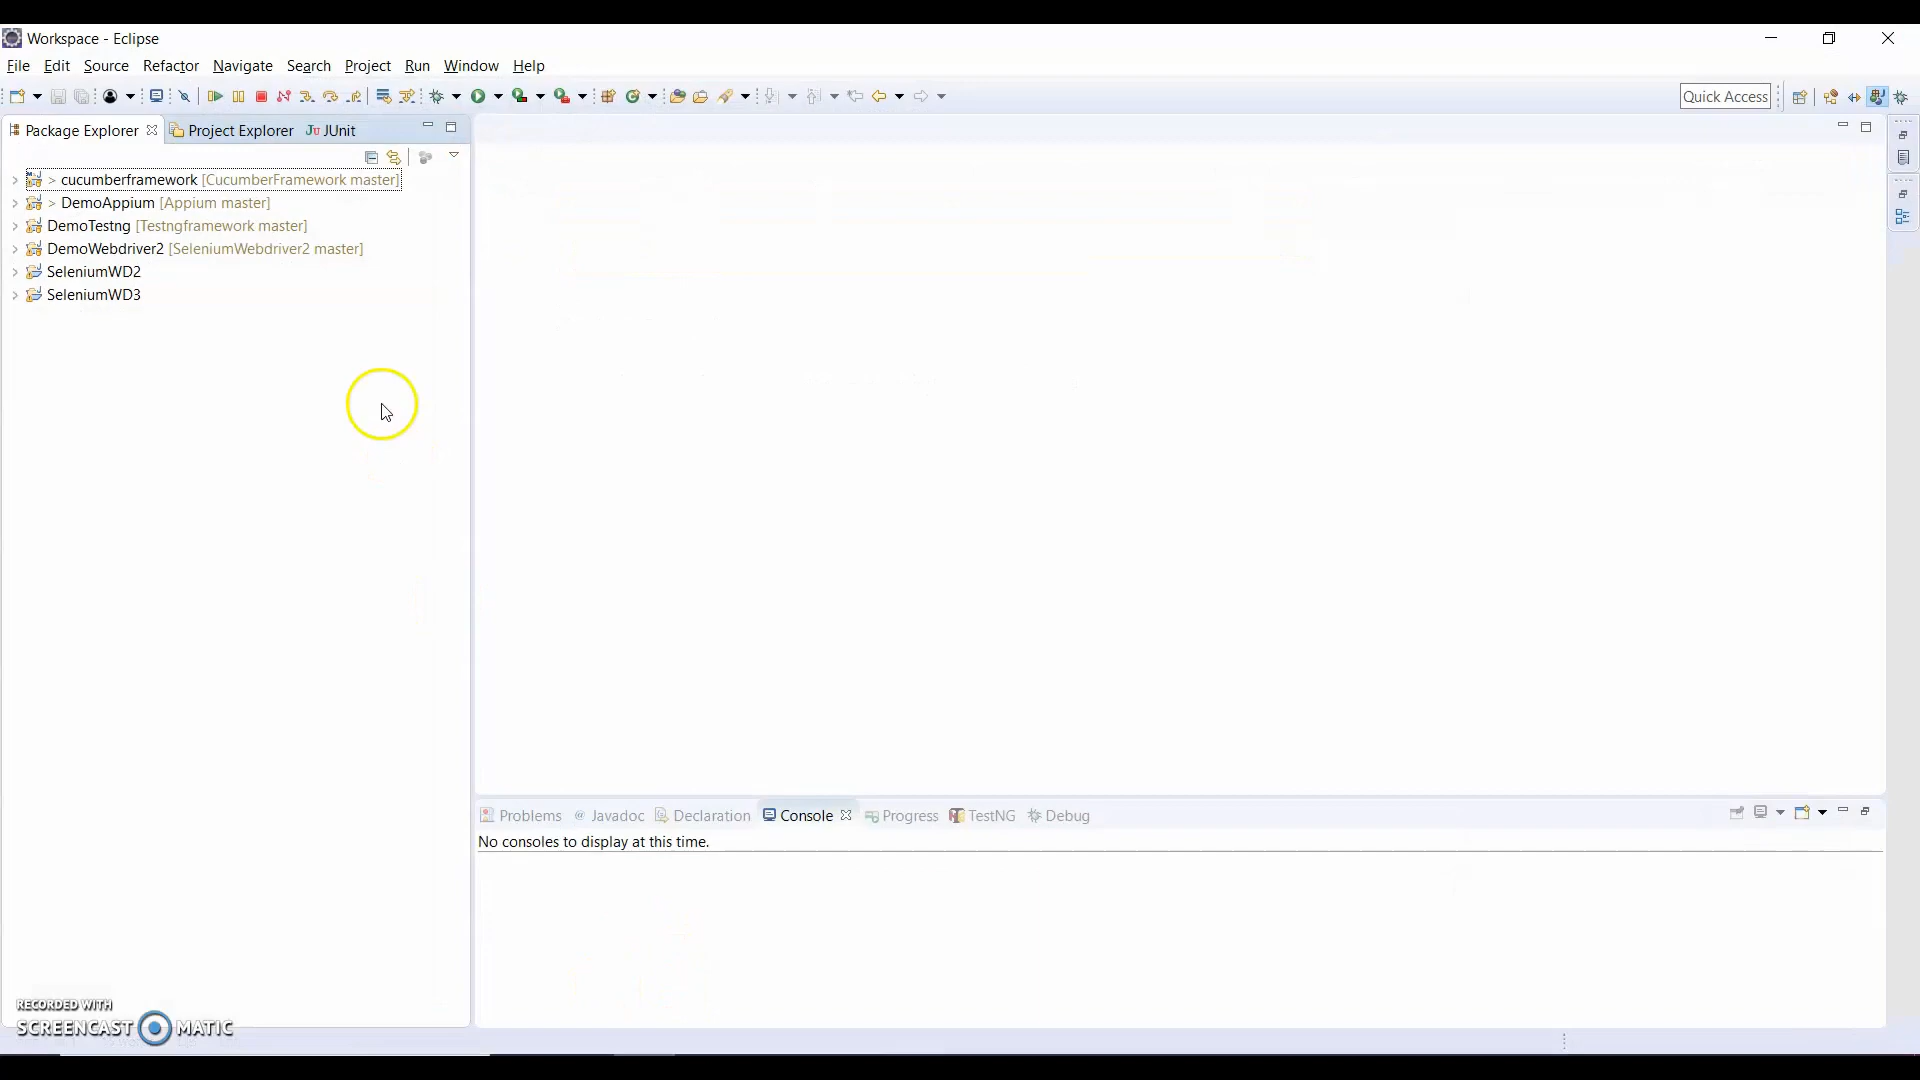 Workspace - Eclipse
File Edit Source Refactor Navigate Search Project Run Window Help
Quick Access
Package Explorer Project Explorer JU JUnit
> cucumberframework [CucumberFramework master]
> DemoAppium [Appium master]
DemoTestng [Testngframework master]
DemoWebdriver2 [SeleniumWebdriver2 master]
SeleniumWD2
SeleniumWD3
Problems @ Javadoc Declaration Console Progress TestNG Debug
No consoles to display at this time.
RECORDED WITH
SCREENCAST MATIC